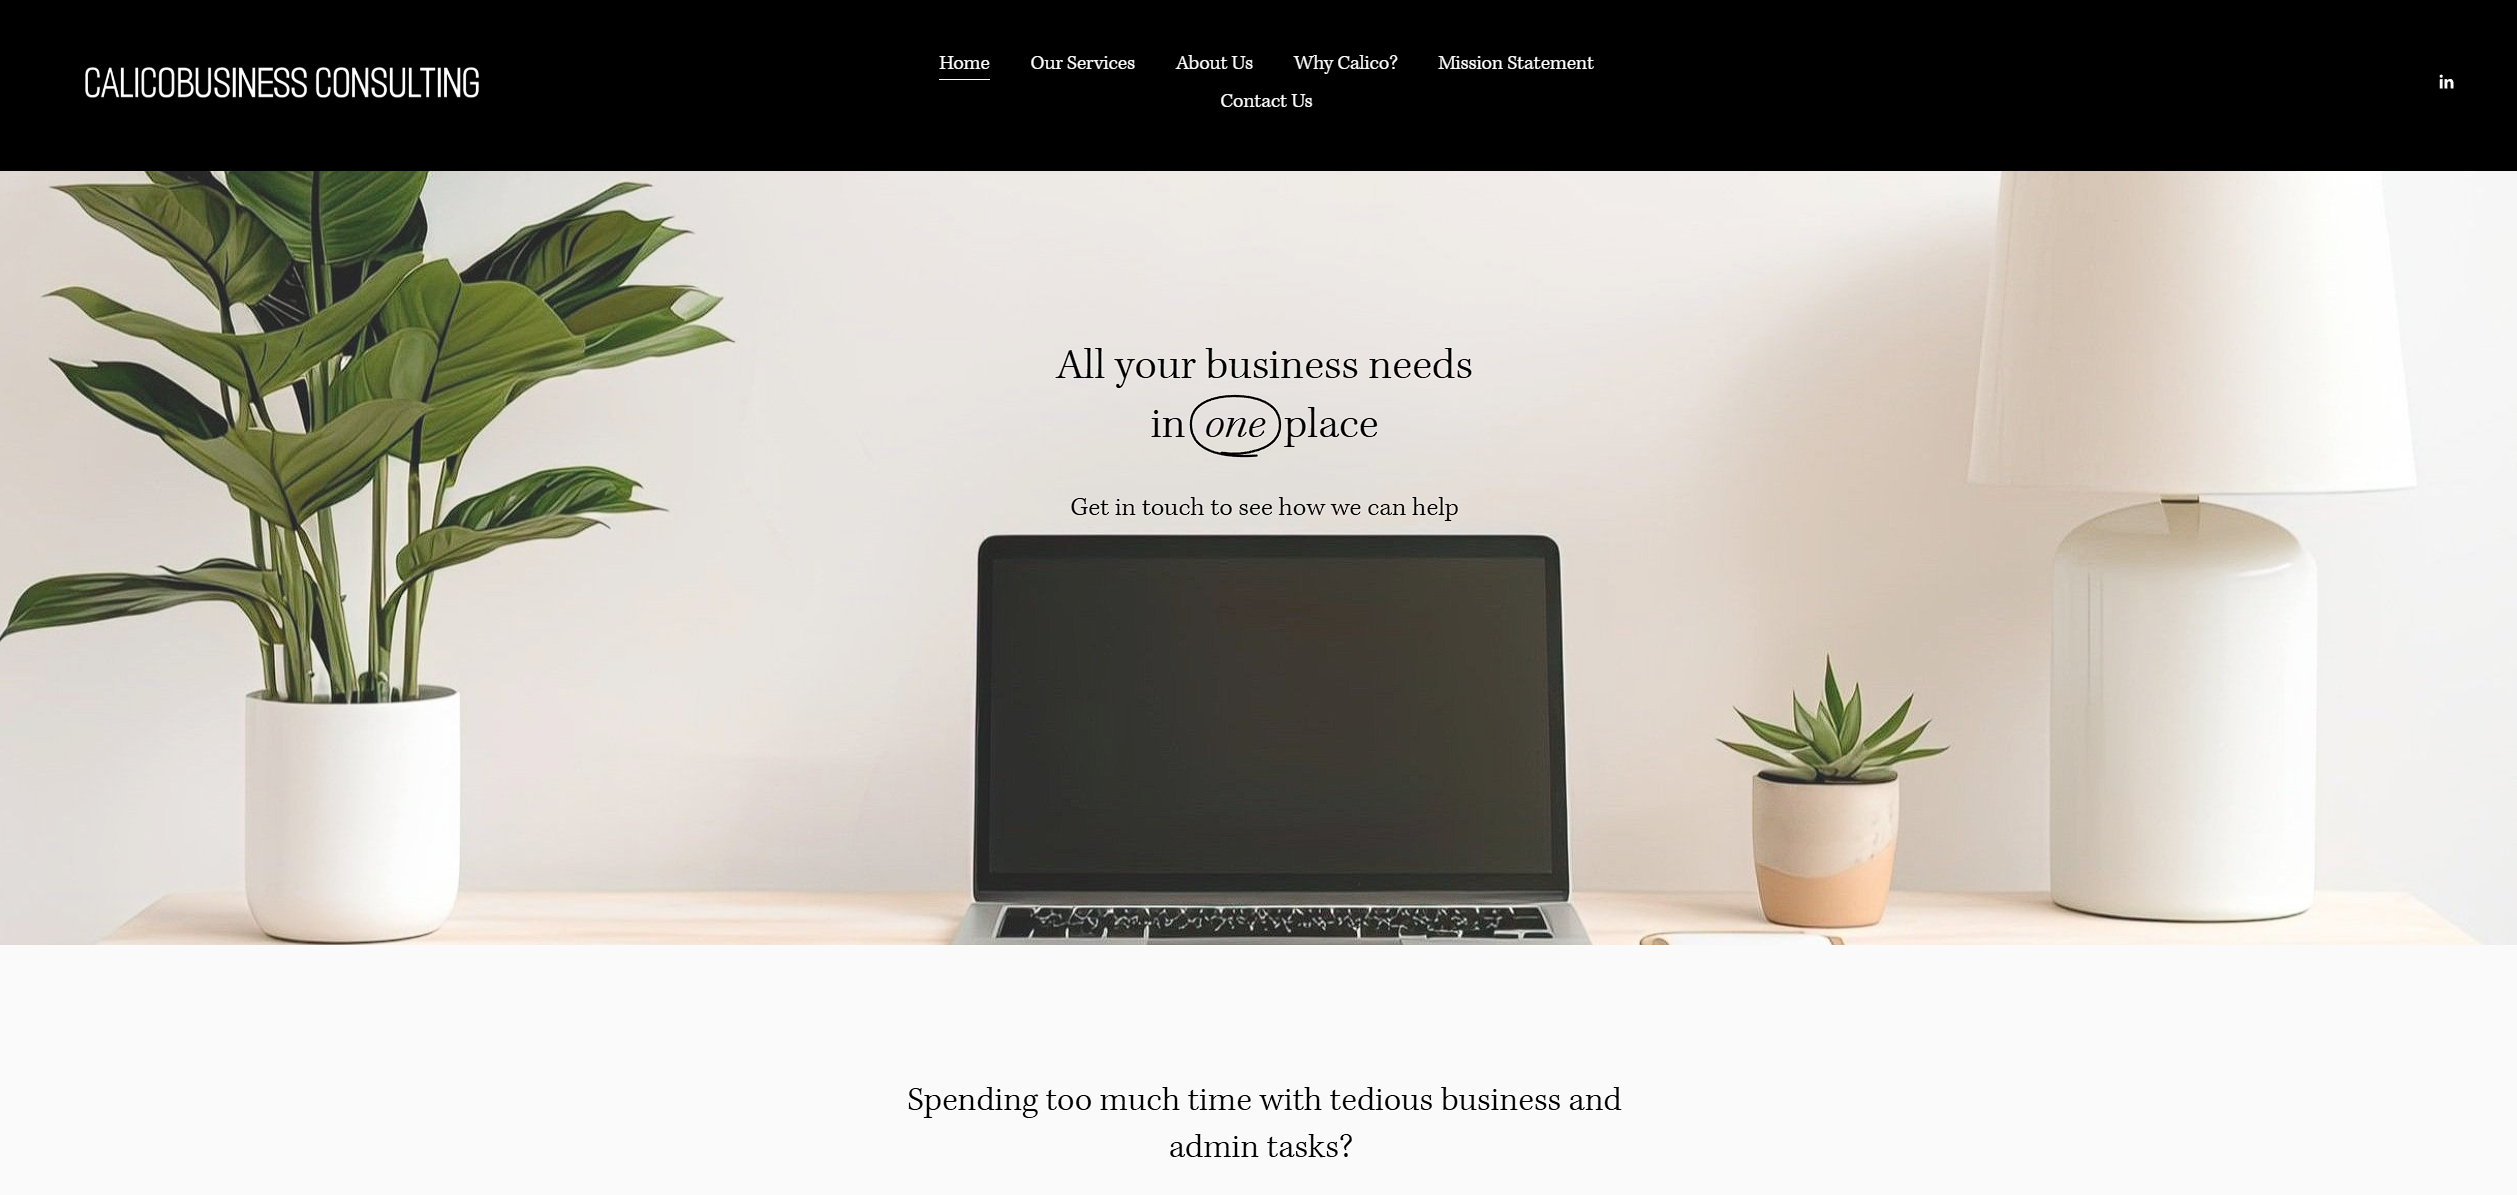 CALICOBUSINESS CONSULTING
Home Our Services About Us Why Calico? Mission Statement
Contact Us
in
All your business needs
in one place
Get in touch to see how we can help
Spending too much time with tedious business and
admin tasks?